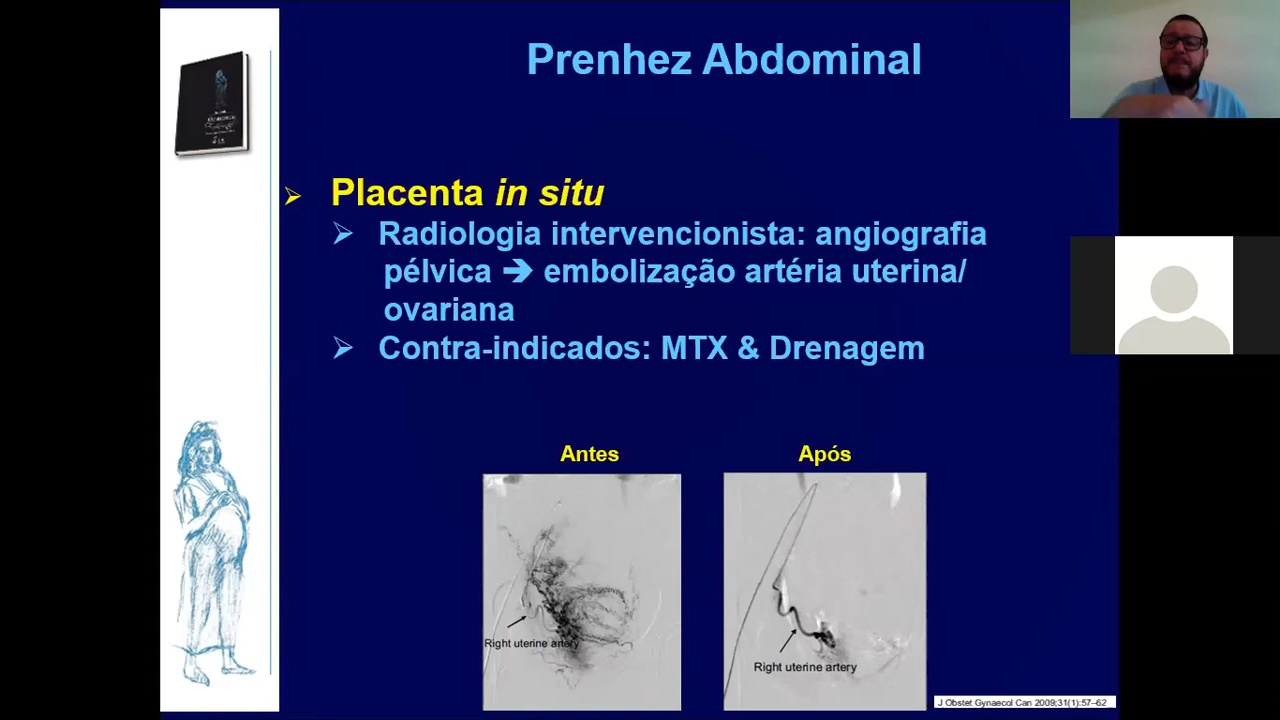 Prenhez Abdominal
Placenta in situ
Radiologia intervencionista: angiografia
pélvica ➔ embolização artéria uterina/
ovariana
Contra-indicados: MTX & Drenagem
Antes
Após
Right uterine artery
Right uterine artery
J Obstet Gynaecol Can 2009;31(1):57–62